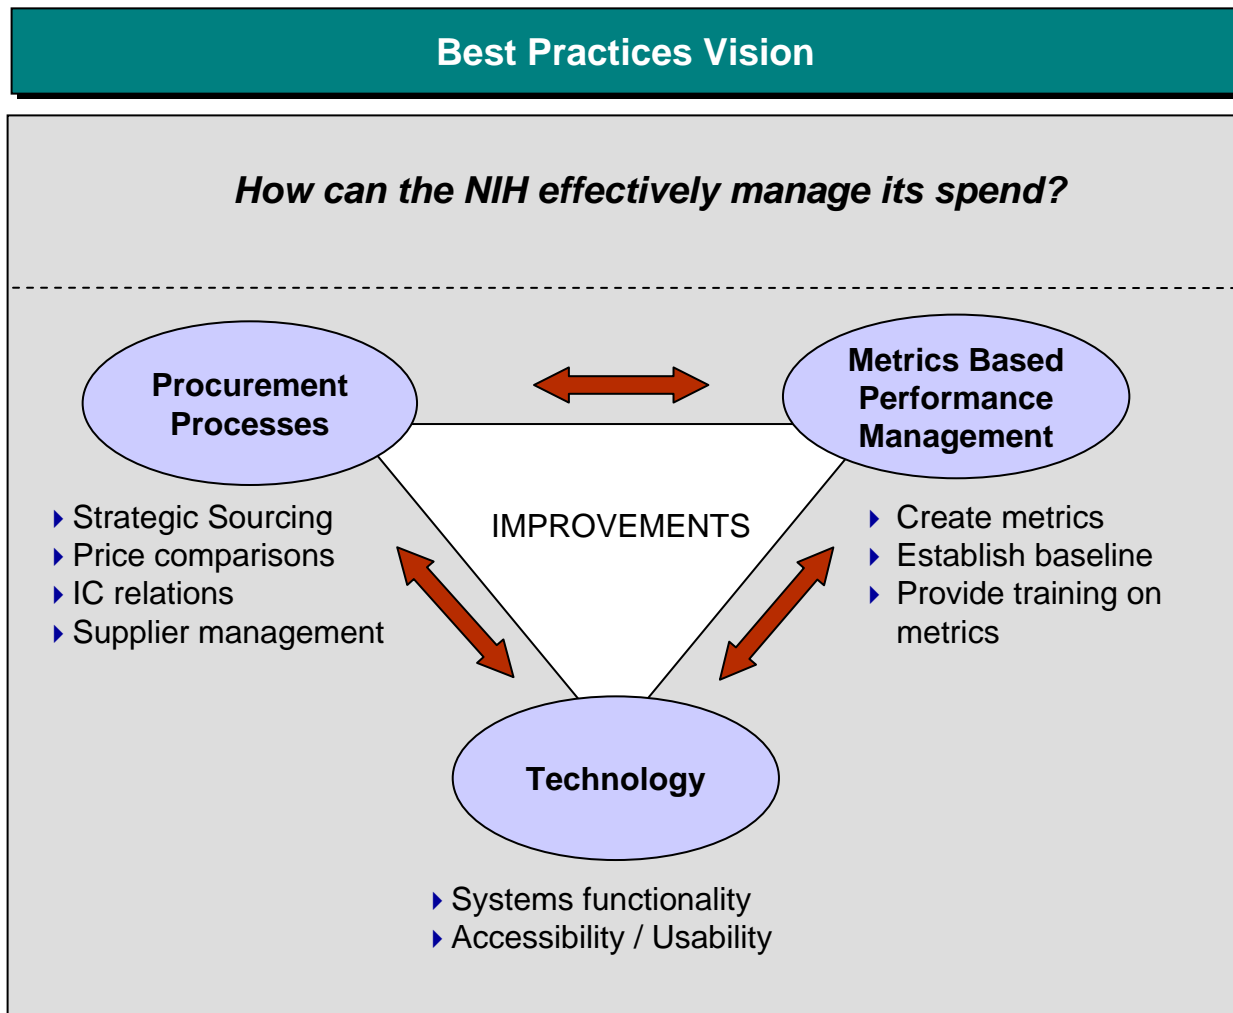 Best Practices Vision
How can the NIH effectively manage its spend?
Procurement
Processes
Metrics Based
Performance
Management
Strategic Sourcing
Price comparisons
IC relations
Supplier management
IMPROVEMENTS
Create metrics
Establish baseline
Provide training on
metrics
Technology
Systems functionality
Accessibility / Usability